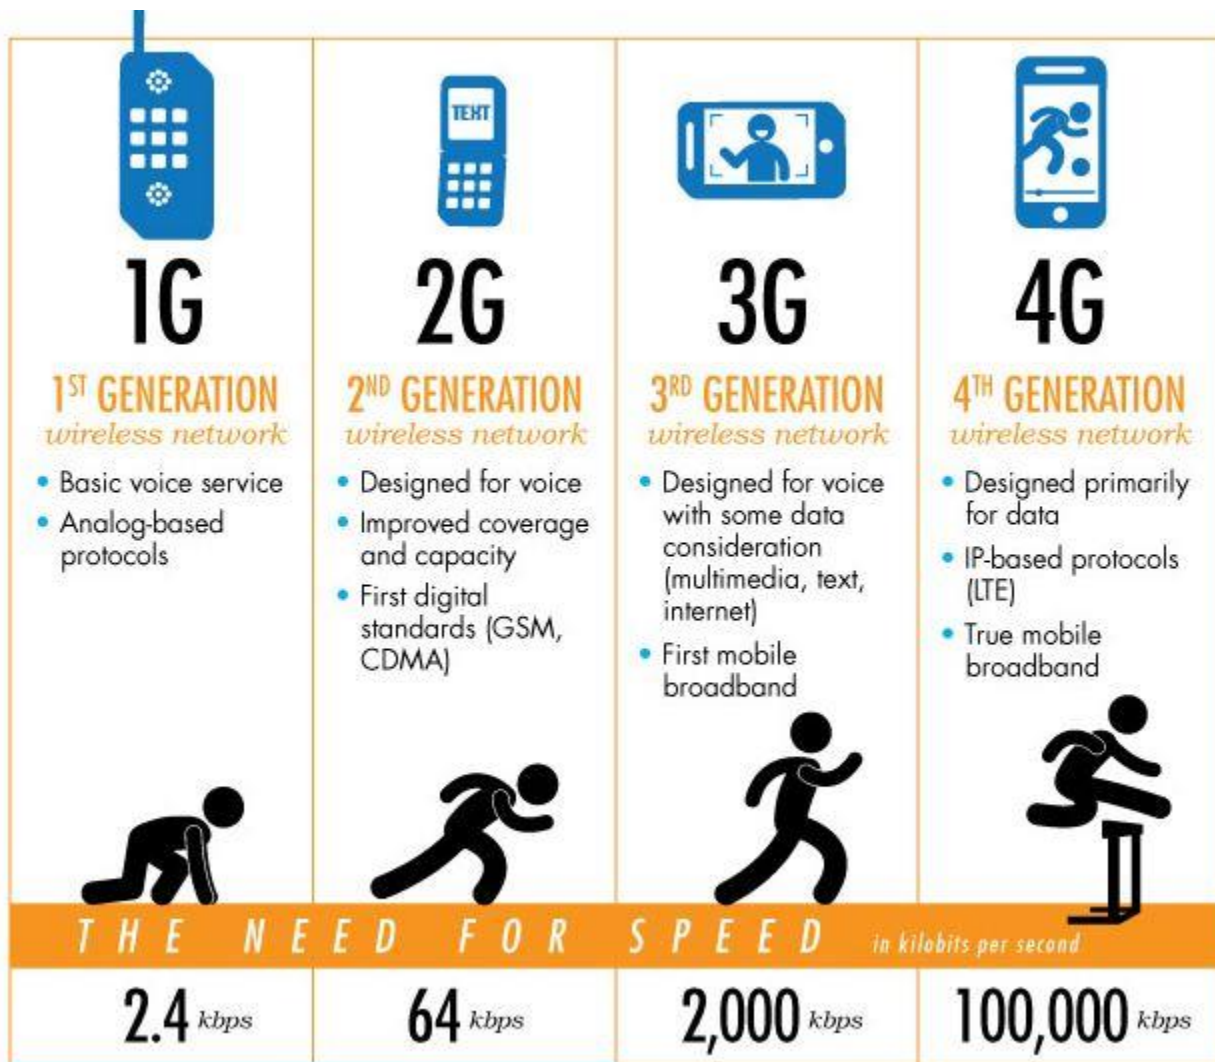 TEXT
1G
1ST GENERATION
wireless network
• Basic voice service
• Analog-based
protocols
2G
2ND GENERATION
wireless network
• Designed for voice
• Improved coverage
and capacity
• First digital
standards (GSM,
CDMA)
3G
3RD GENERATION
wireless network
• Designed for voice
with some data
consideration
(multimedia, text,
internet)
• First mobile
broadband
4G
4TH GENERATION
wireless network
• Designed primarily
for data
• IP-based protocols
(LTE)
• True mobile
broadband
THE NEED FOR SPEED in kilobits per second
2.4 kbps
64 kbps
2,000 kbps
100,000 kbps